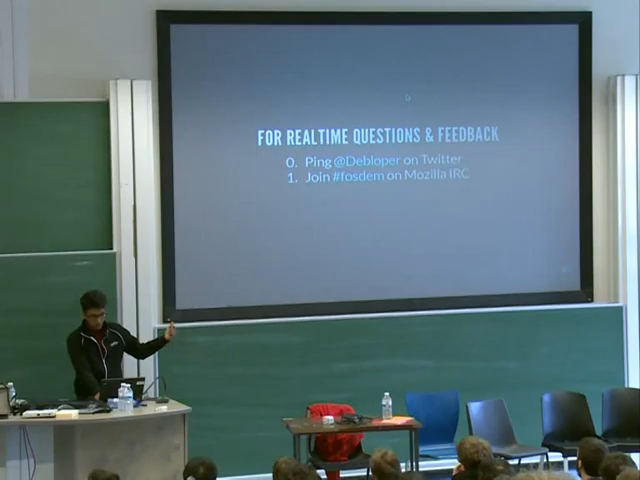 FOR REALTIME QUESTIONS & FEEDBACK
0. Ping @Debloper on Twitter
1. Join #fosdem on Mozilla IRC